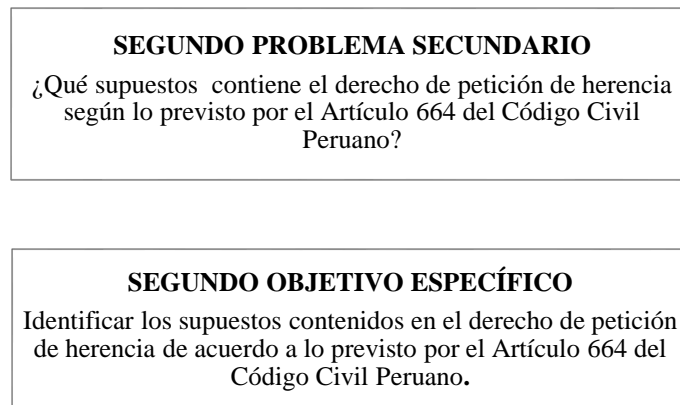 SEGUNDO PROBLEMA SECUNDARIO
¿Qué supuestos contiene el derecho de petición de herencia
según lo previsto por el Artículo 664 del Código Civil
Peruano?
SEGUNDO OBJETIVO ESPECÍFICO
Identificar los supuestos contenidos en el derecho de petición
de herencia de acuerdo a lo previsto por el Artículo 664 del
Código Civil Peruano.